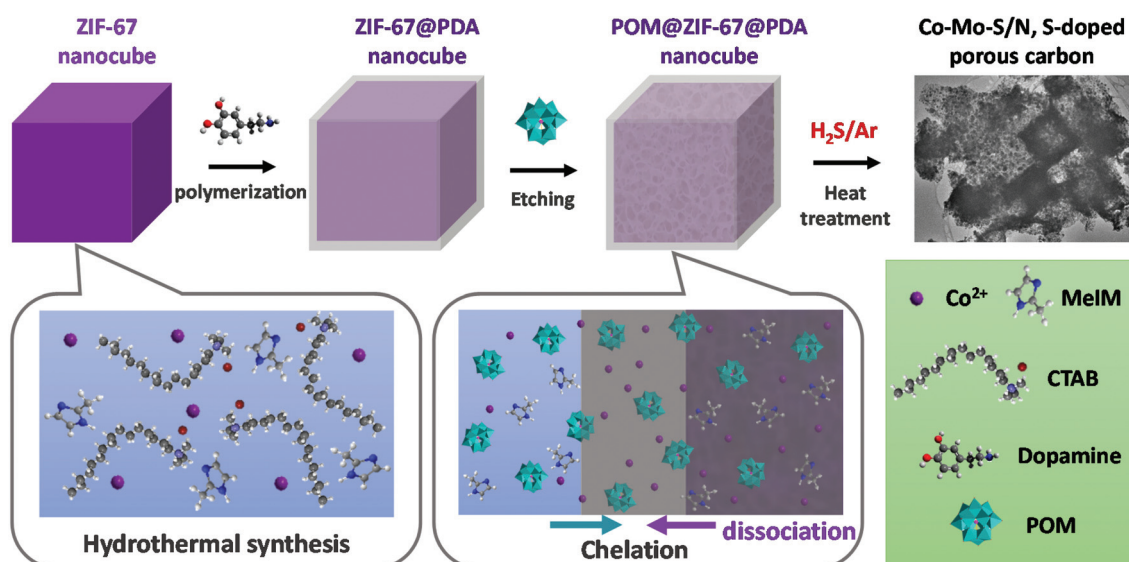 ZIF-67
nanocube
ZIF-67@PDA
nanocube
POM@ZIF-67@PDA
nanocube
Co-Mo-S/N, S-doped
porous carbon
polymerization
Etching
H₂S/Ar
Heat
treatment
Hydrothermal synthesis
dissociation
Chelation
Co²⁺
MeIM
CTAB
Dopamine
POM